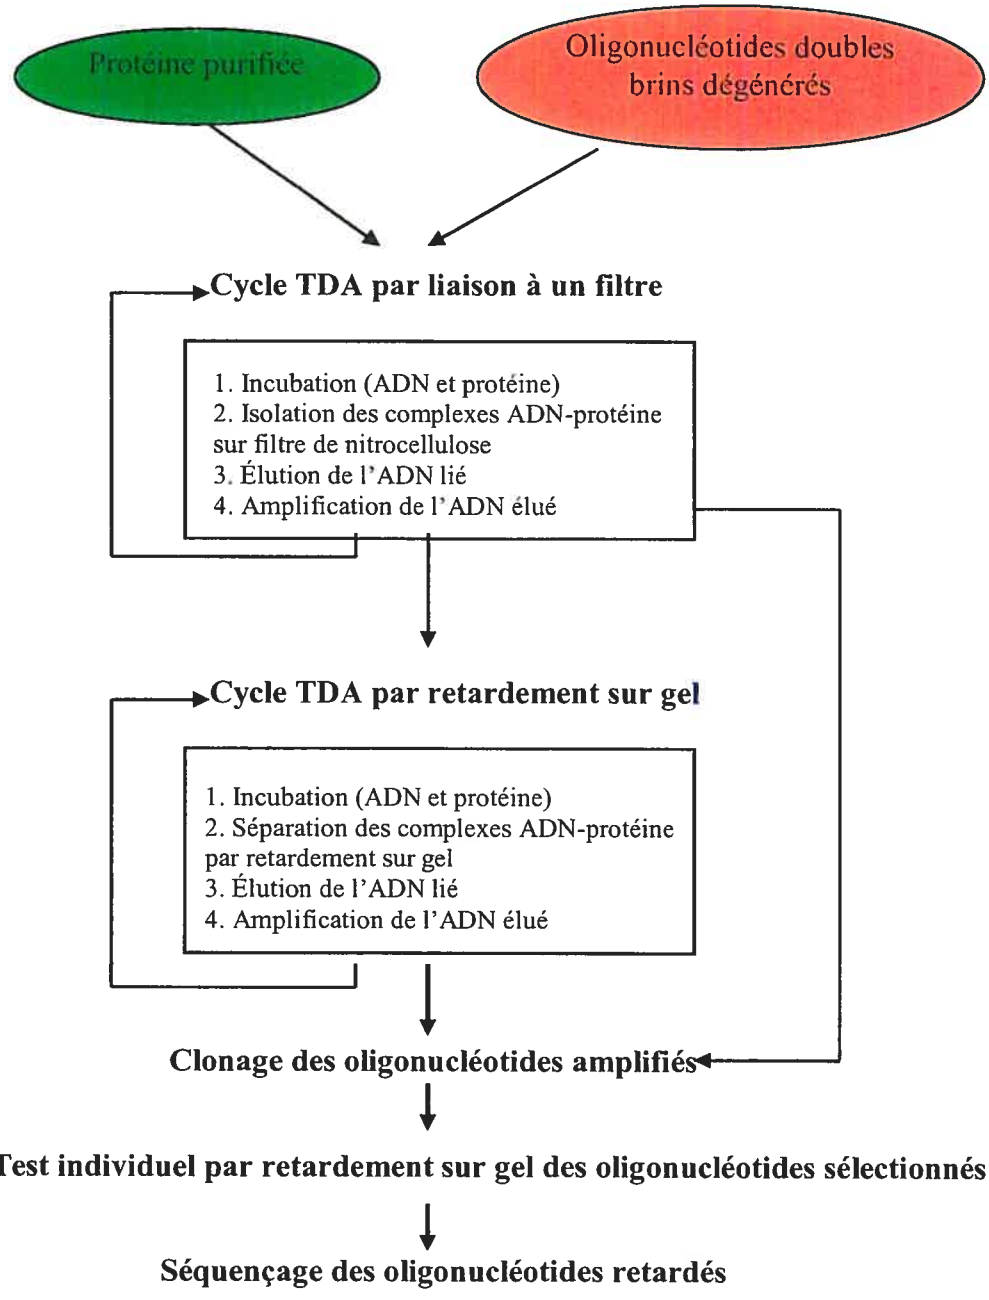 Protéine purifiée
Oligonucléotides doubles
brins dégénérés
Cycle TDA par liaison à un filtre
1. Incubation (ADN et protéine)
2. Isolation des complexes ADN-protéine
sur filtre de nitrocellulose
3. Élution de l'ADN lié
4. Amplification de l'ADN élué
Cycle TDA par retardement sur gel
1. Incubation (ADN et protéine)
2. Séparation des complexes ADN-protéine
par retardement sur gel
3. Élution de l'ADN lié
4. Amplification de l'ADN élué
Clonage des oligonucléotides amplifiés
Test individuel par retardement sur gel des oligonucléotides sélectionnés
Séquençage des oligonucléotides retardés